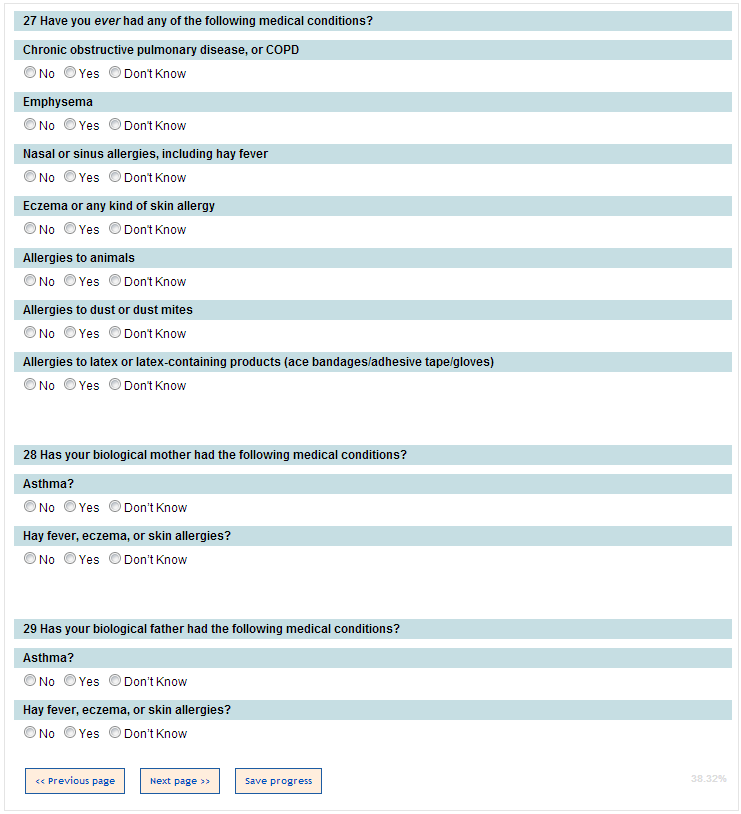 27 Have you ever had any of the following medical conditions?
Chronic obstructive pulmonary disease, or COPD
No Yes Don't Know
Emphysema
No Yes Don't Know
Nasal or sinus allergies, including hay fever
No Yes Don't Know
Eczema or any kind of skin allergy
No Yes Don't Know
Allergies to animals
No Yes Don't Know
Allergies to dust or dust mites
No Yes Don't Know
Allergies to latex or latex-containing products (ace bandages/adhesive tape/gloves)
No Yes Don't Know
28 Has your biological mother had the following medical conditions?
Asthma?
No Yes Don't Know
Hay fever, eczema, or skin allergies?
No Yes Don't Know
29 Has your biological father had the following medical conditions?
Asthma?
No Yes Don't Know
Hay fever, eczema, or skin allergies?
No Yes Don't Know
<< Previous page Next page >> Save progress 38.32%